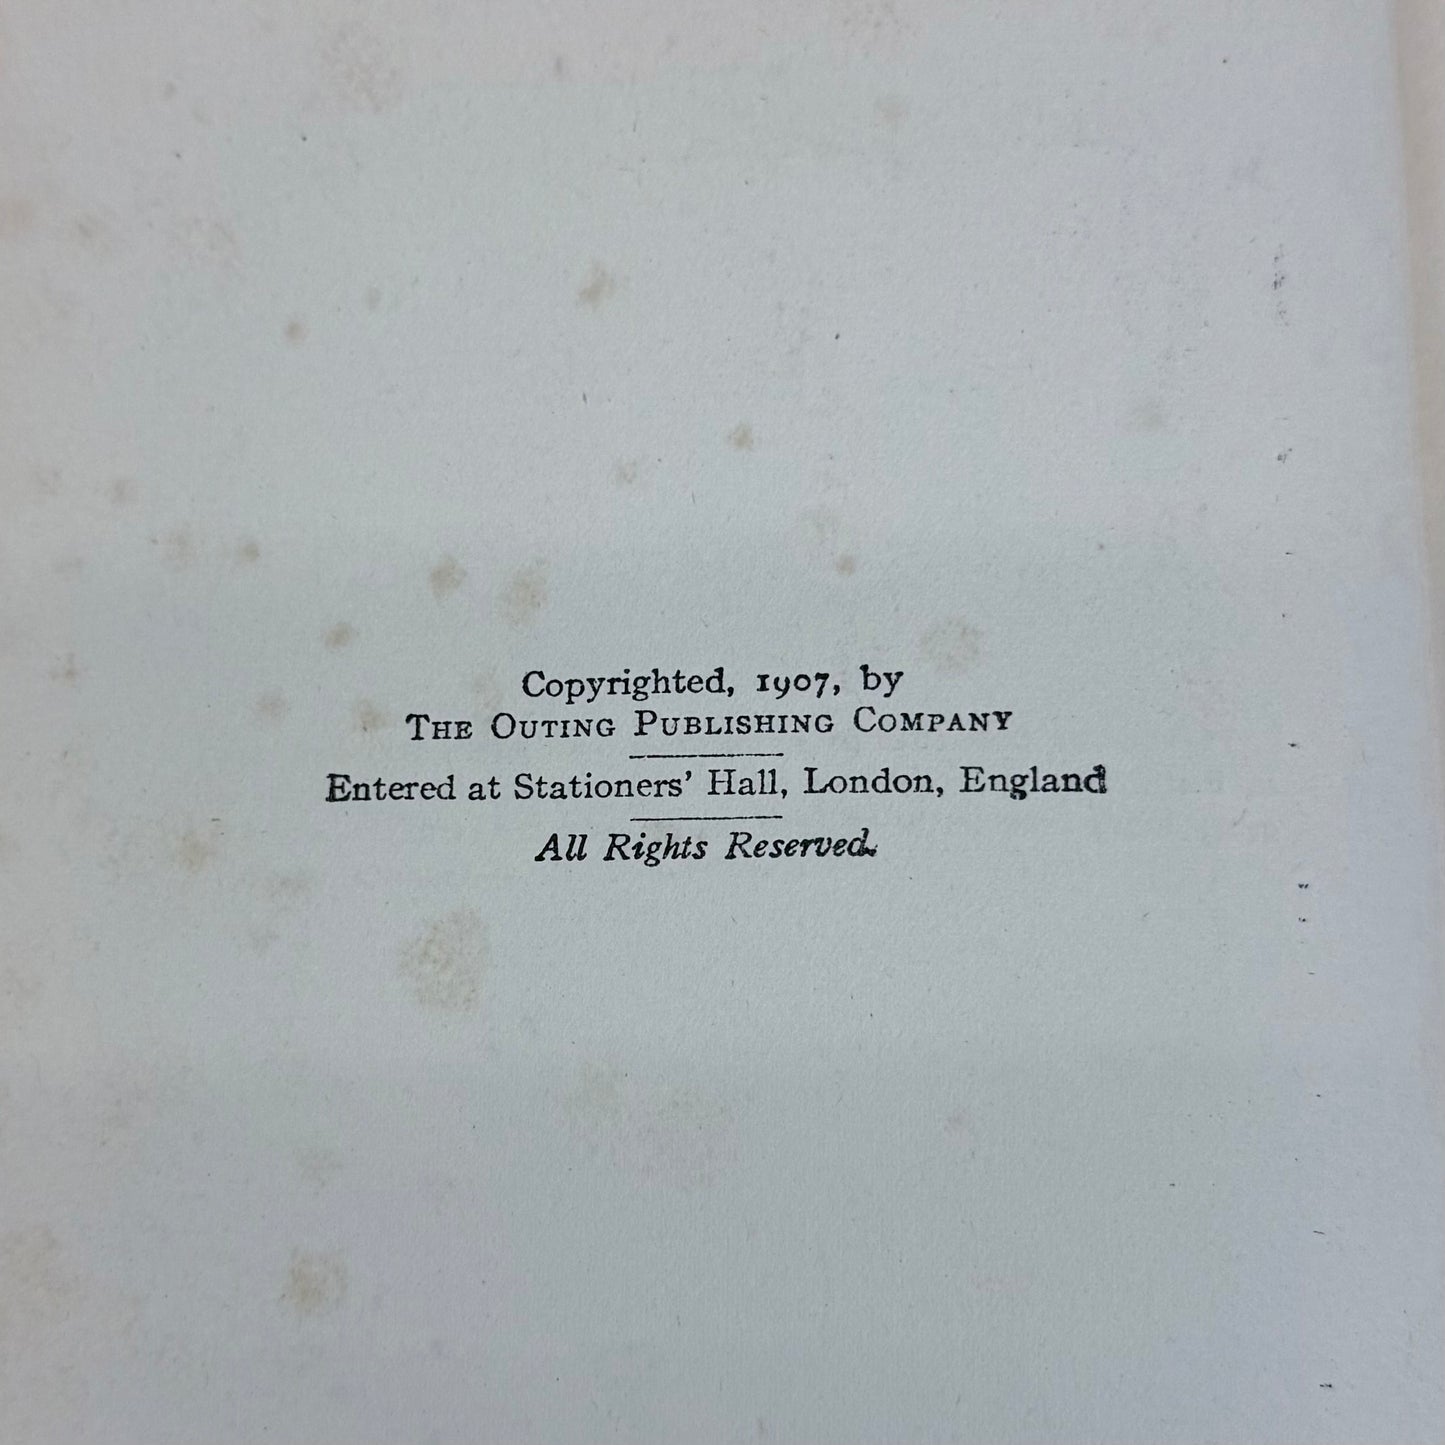 Copyrighted, 1907, by
The Outing Publishing Company
Entered at Stationers' Hall, London, England
All Rights Reserved.